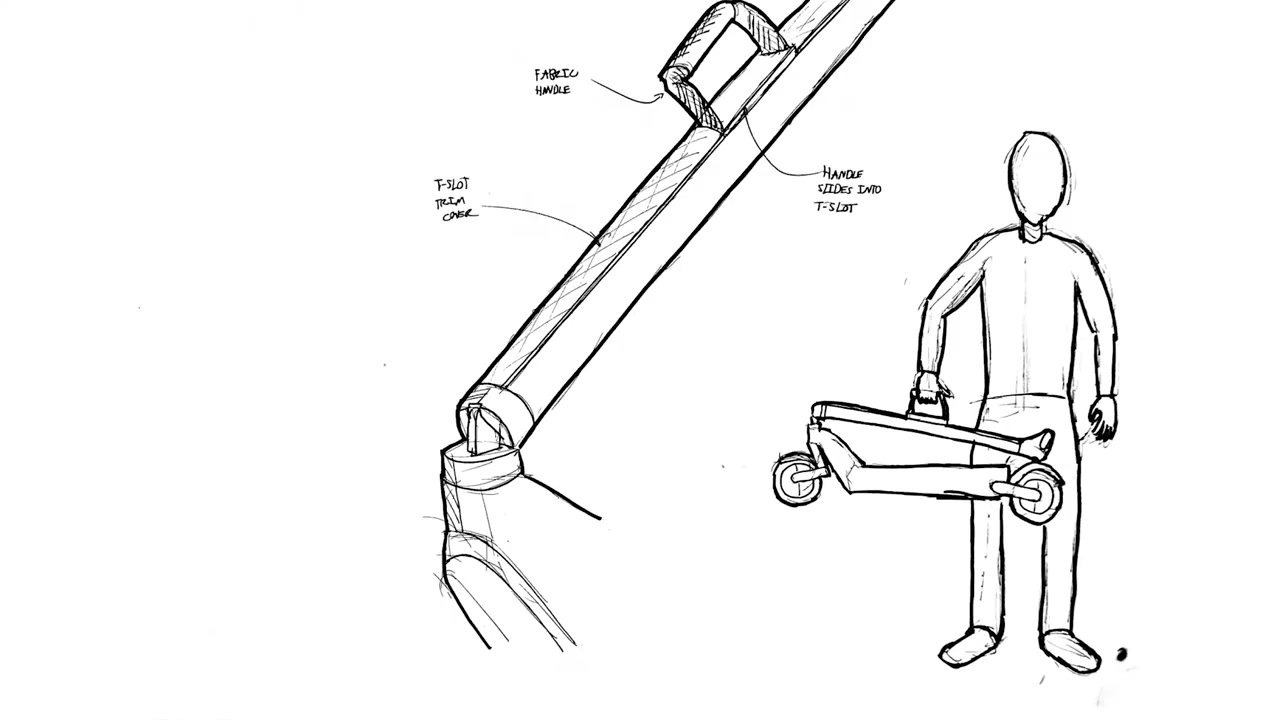 FABRIC
HANDLE
T-SLOT
TRIM
COVER
HANDLE
SLIDES INTO
T-SLOT